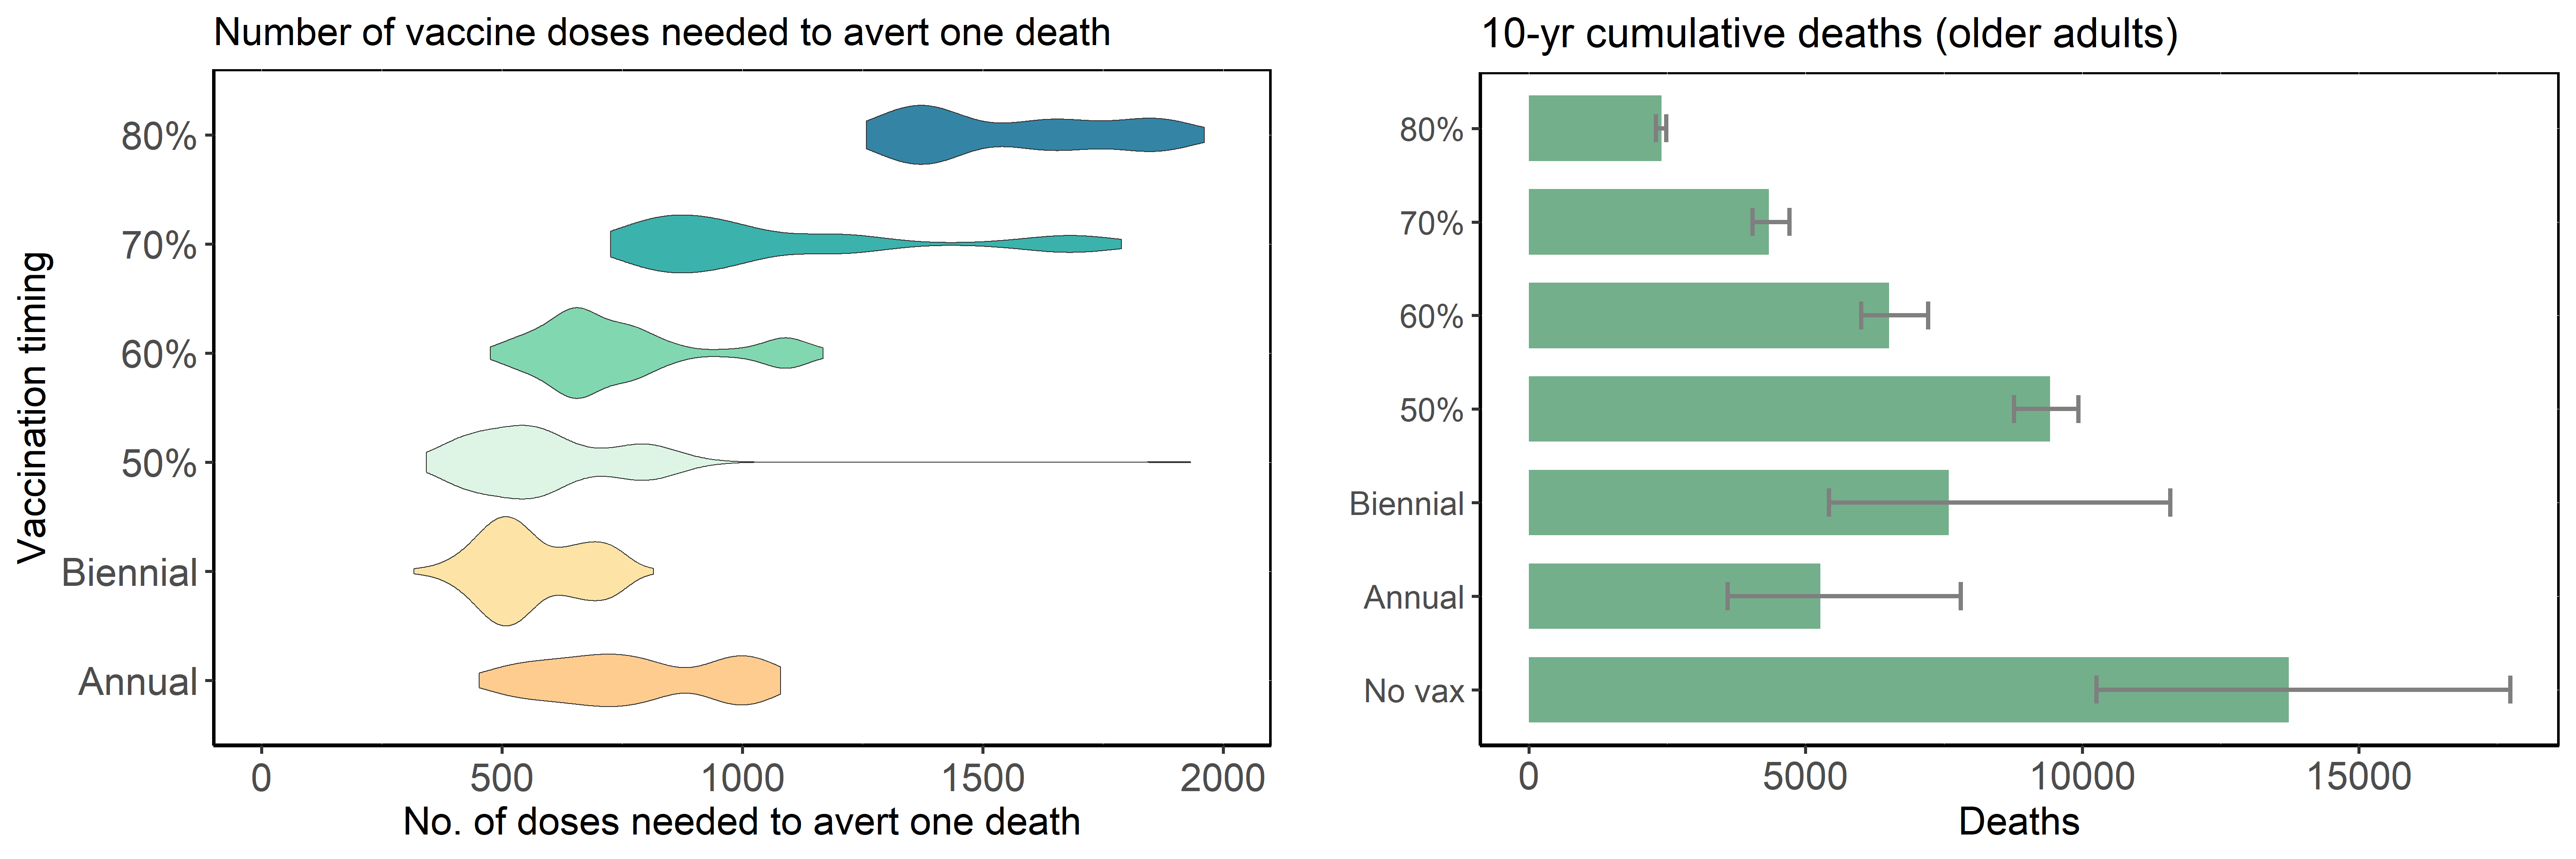 Number of vaccine doses needed to avert one death
Vaccination timing
80%
70%
60%
50%
Biennial
Annual
0 500 1000 1500 2000
No. of doses needed to avert one death
10-yr cumulative deaths (older adults)
80%
70%
60%
50%
Biennial
Annual
No vax
0 5000 10000 15000
Deaths